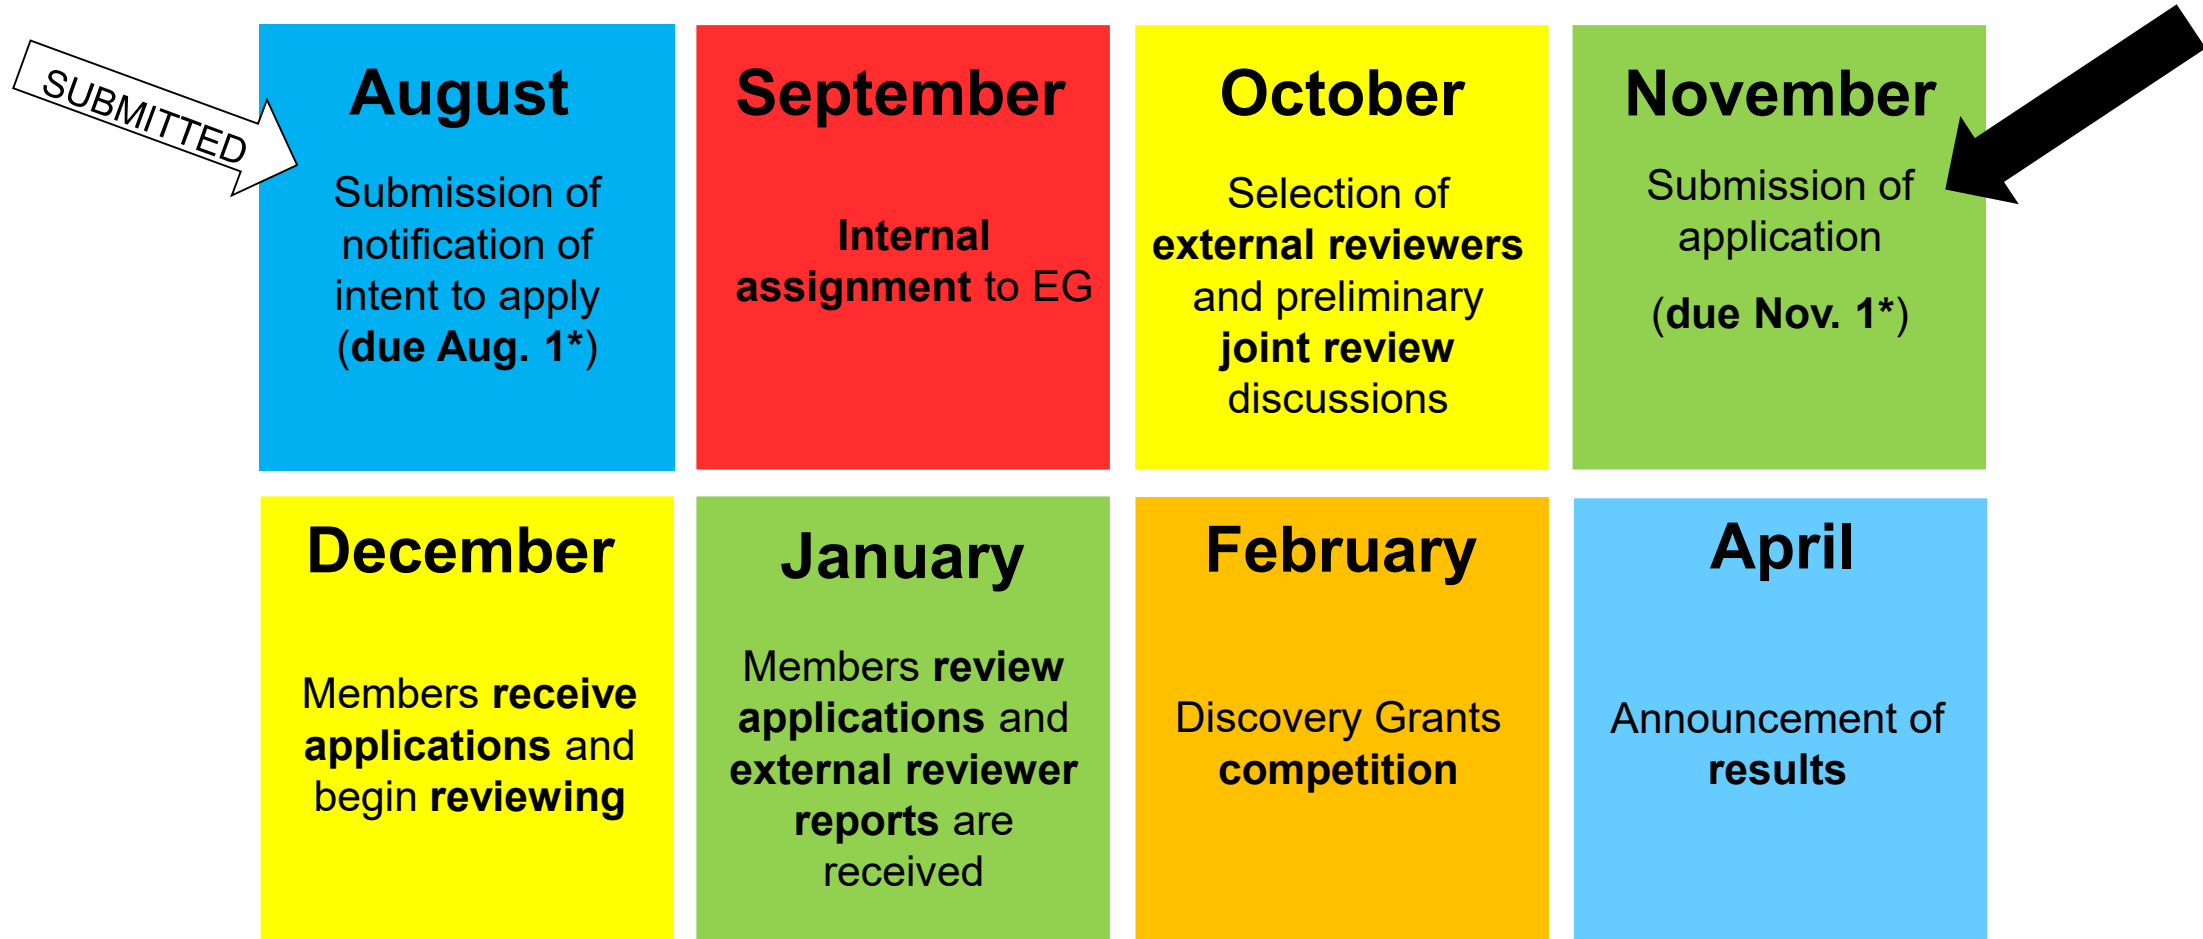 SUBMITTED
August
Submission of
notification of
intent to apply
(due Aug. 1*)
September
Internal
assignment to EG
October
Selection of
external reviewers
and preliminary
joint review
discussions
November
Submission of
application
(due Nov. 1*)
December
Members receive
applications and
begin reviewing
January
Members review
applications and
external reviewer
reports are
received
February
Discovery Grants
competition
April
Announcement of
results